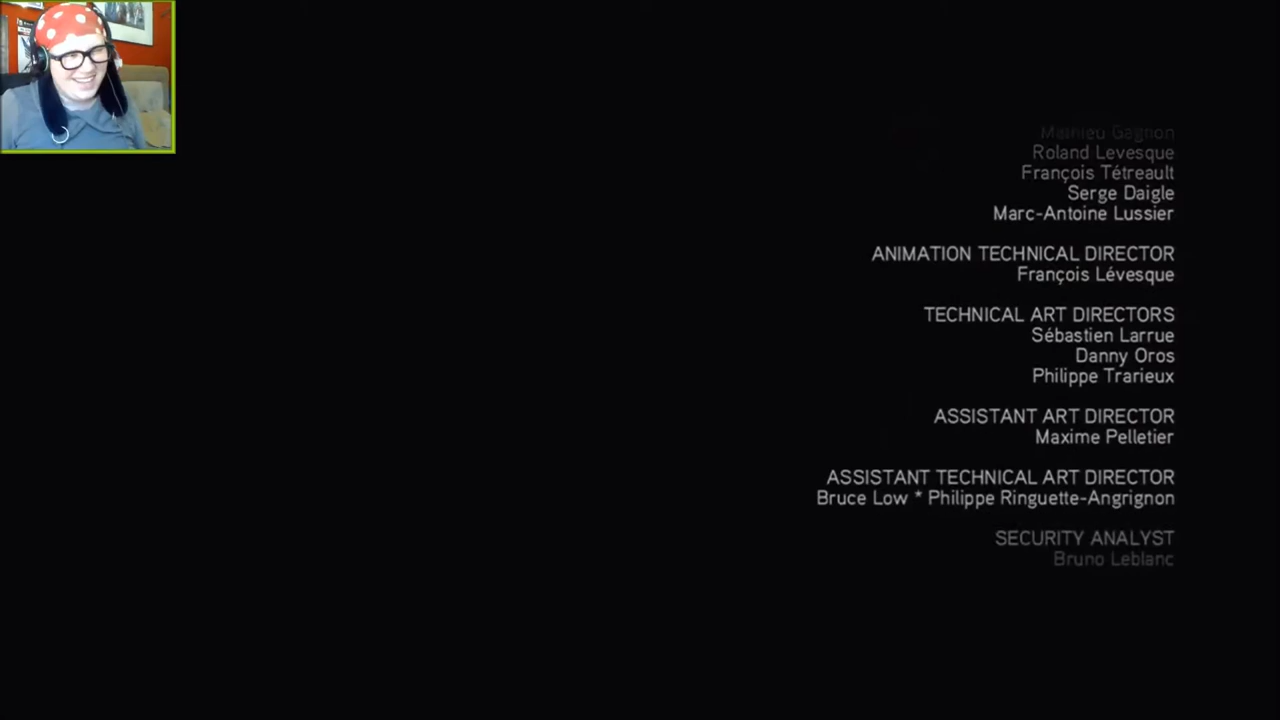 Mathieu Gagnon
Roland Levesque
François Tétreault
Serge Daigle
Marc-Antoine Lussier
ANIMATION TECHNICAL DIRECTOR
François Lévesque
TECHNICAL ART DIRECTORS
Sébastien Larrue
Danny Oros
Philippe Trarieux
ASSISTANT ART DIRECTOR
Maxime Pelletier
ASSISTANT TECHNICAL ART DIRECTOR
Bruce Low * Philippe Ringuette-Angrignon
SECURITY ANALYST
Bruno Leblanc